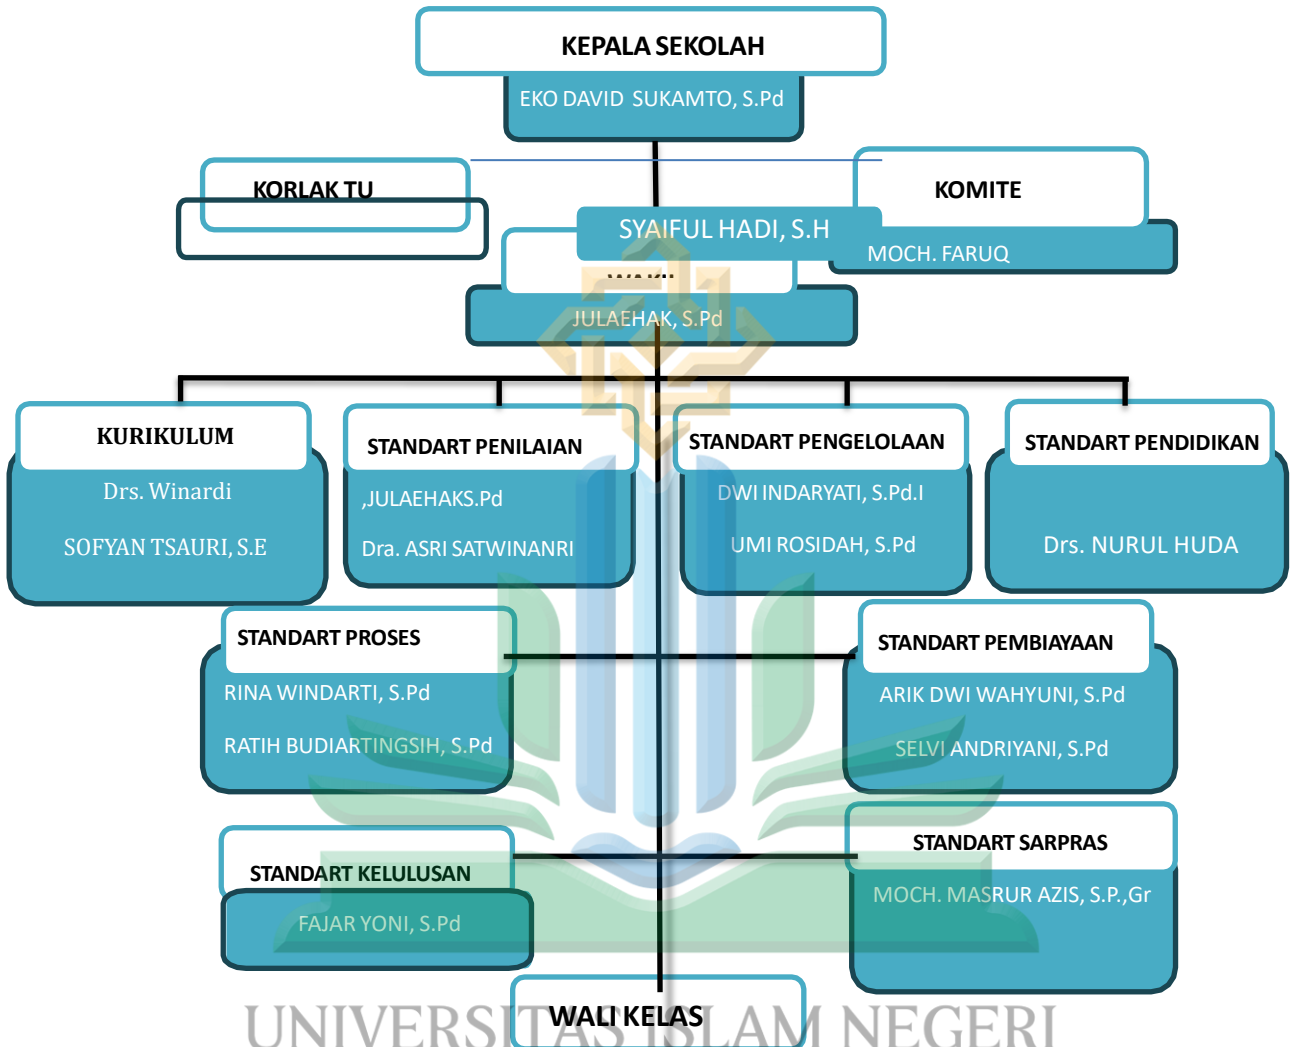 KEPALA SEKOLAH
EKO DAVID SUKAMTO, S.Pd
KORLAK TU
KOMITE
SYAIFUL HADI, S.H
MOCH. FARUQ
JULAEHAK, S.Pd
KURIKULUM
Drs. Winardi
SOFYAN TSAURI, S.E
STANDART PENILAIAN
,JULAEHAKS.Pd
Dra. ASRI SATWINANRI
STANDART PENGELOLAAN
DWI INDARYATI, S.Pd.I
UMI ROSIDAH, S.Pd
STANDART PENDIDIKAN
Drs. NURUL HUDA
STANDART PROSES
RINA WINDARTI, S.Pd
RATIH BUDIARTINGSIH, S.Pd
STANDART PEMBIAYAAN
ARIK DWI WAHYUNI, S.Pd
SELVI ANDRIYANI, S.Pd
STANDART KELULUSAN
FAJAR YONI, S.Pd
STANDART SARPRAS
MOCH. MASRUR AZIS, S.P.,Gr
WALI KELAS
UNIVERSITAS ISLAM NEGERI